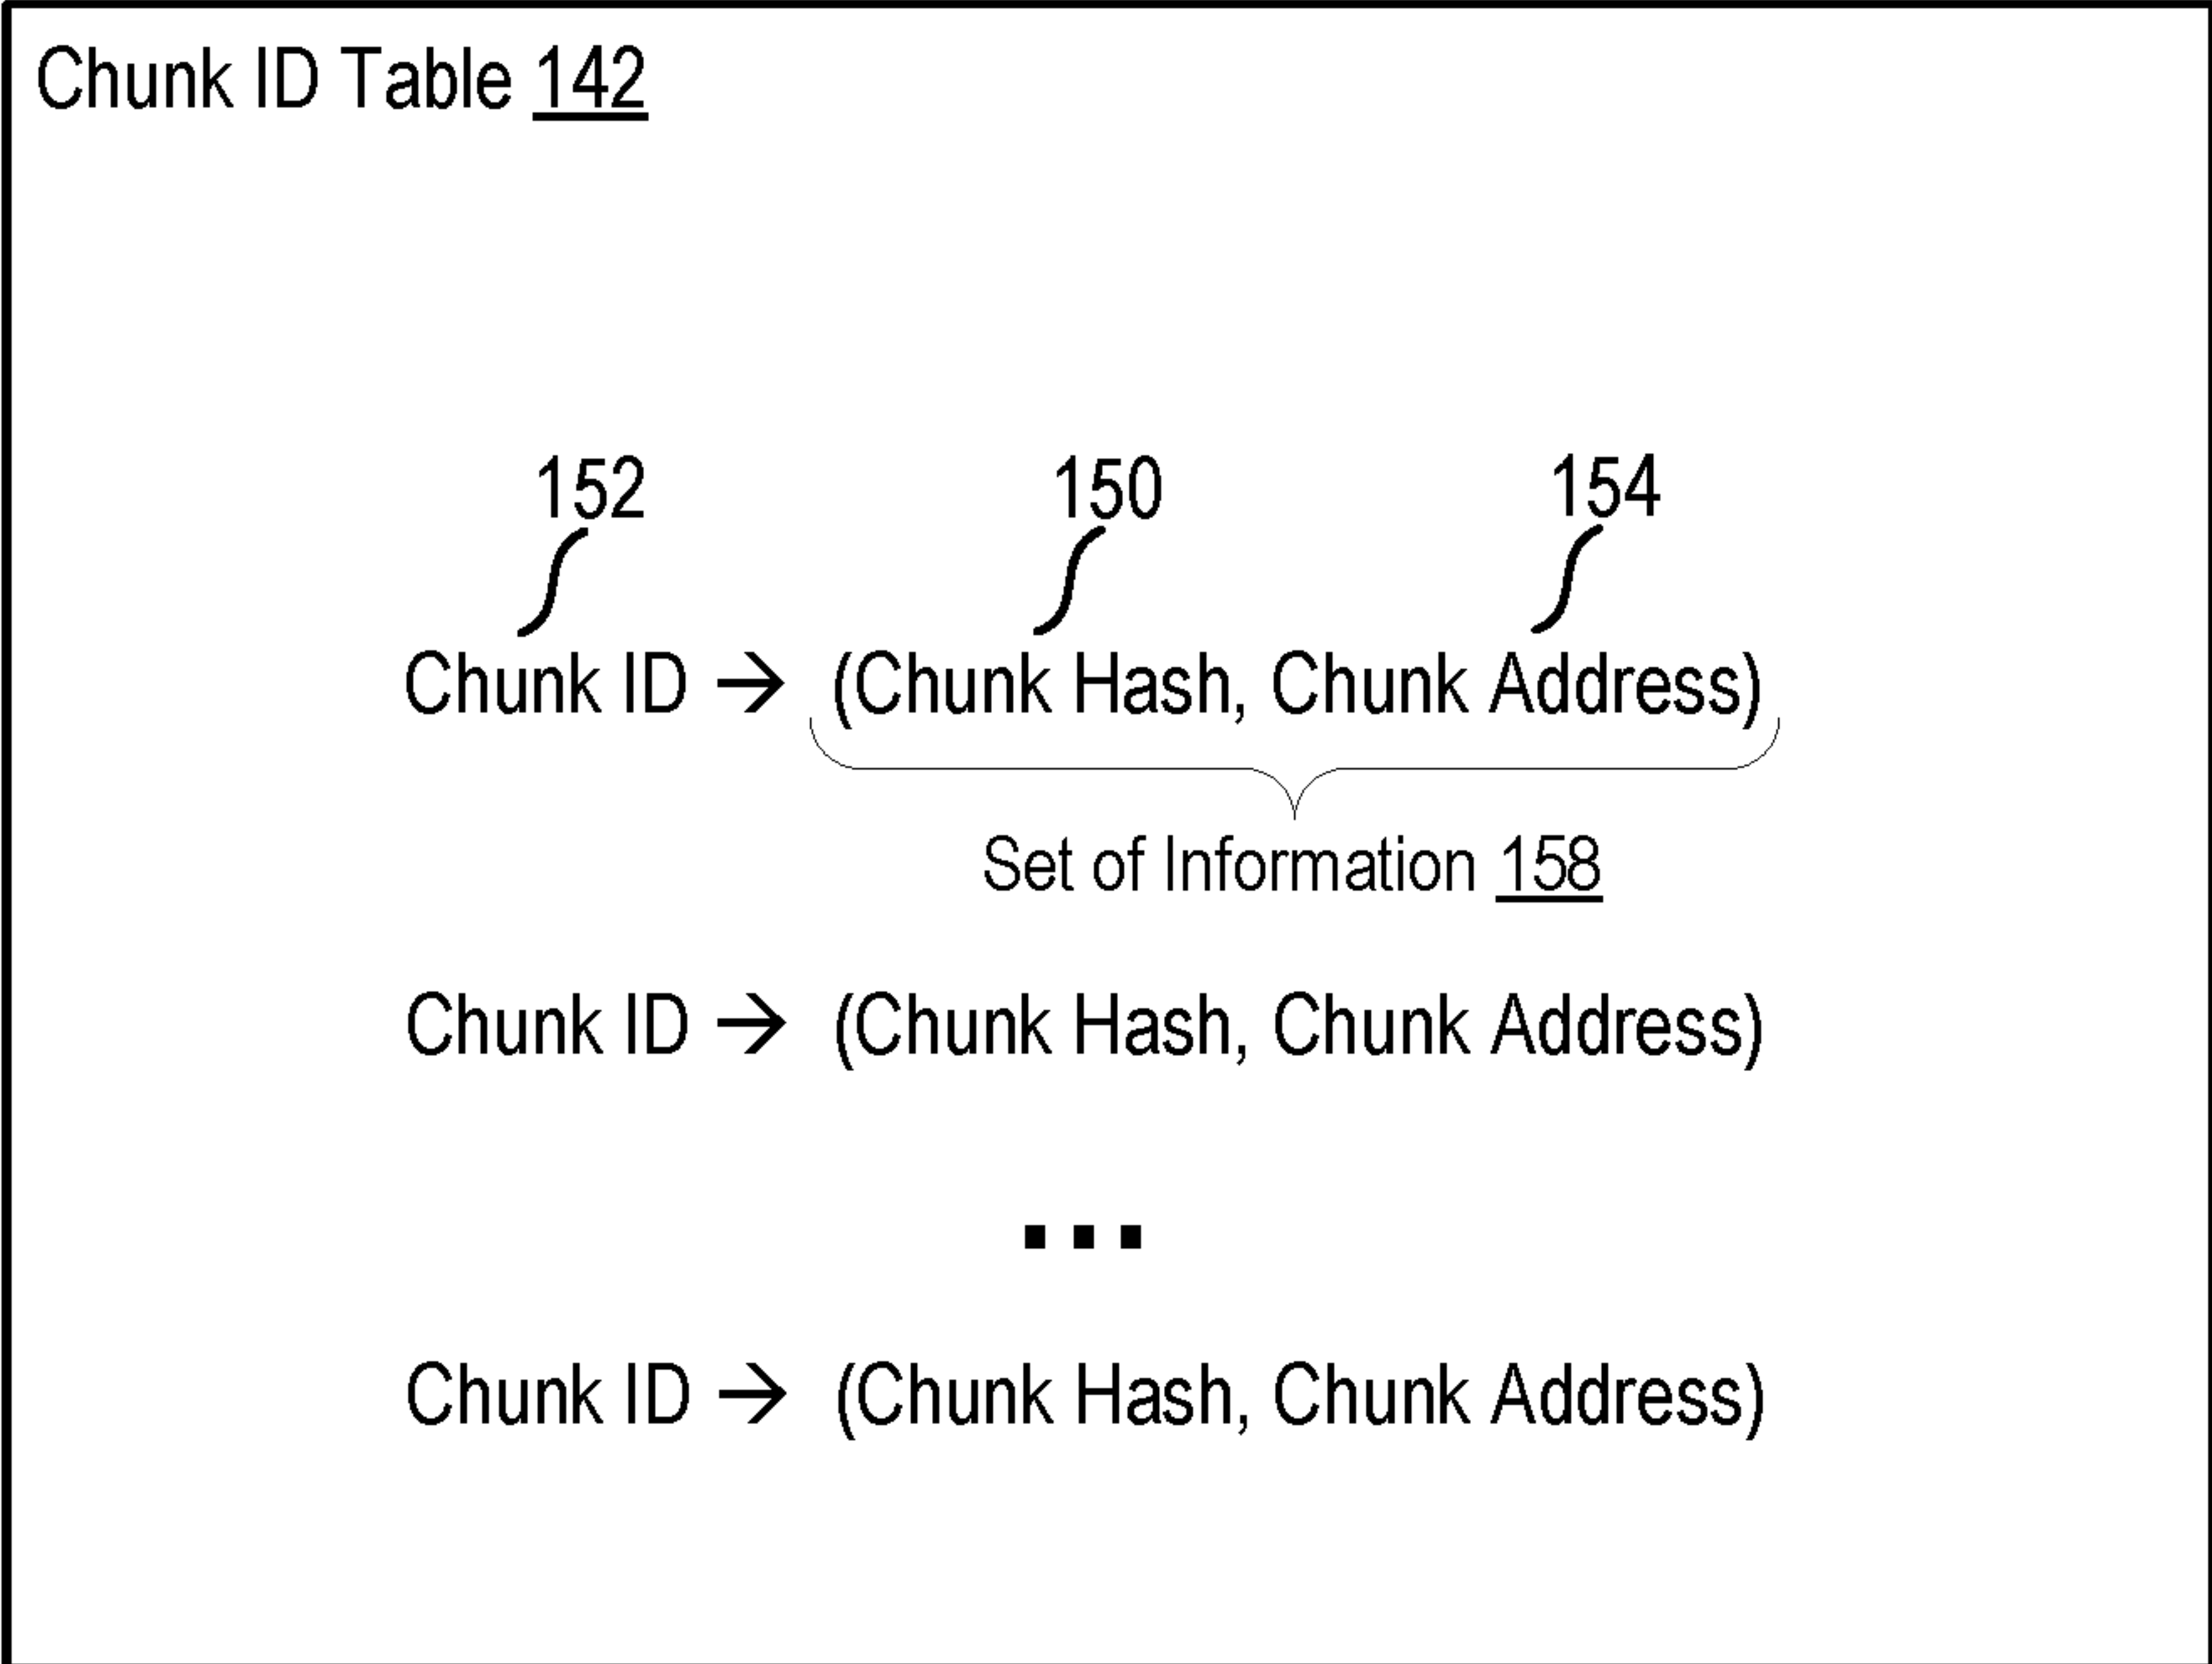 Chunk ID Table 142
152 150 154
Chunk ID → (Chunk Hash, Chunk Address)
Set of Information 158
Chunk ID → (Chunk Hash, Chunk Address)
...
Chunk ID → (Chunk Hash, Chunk Address)